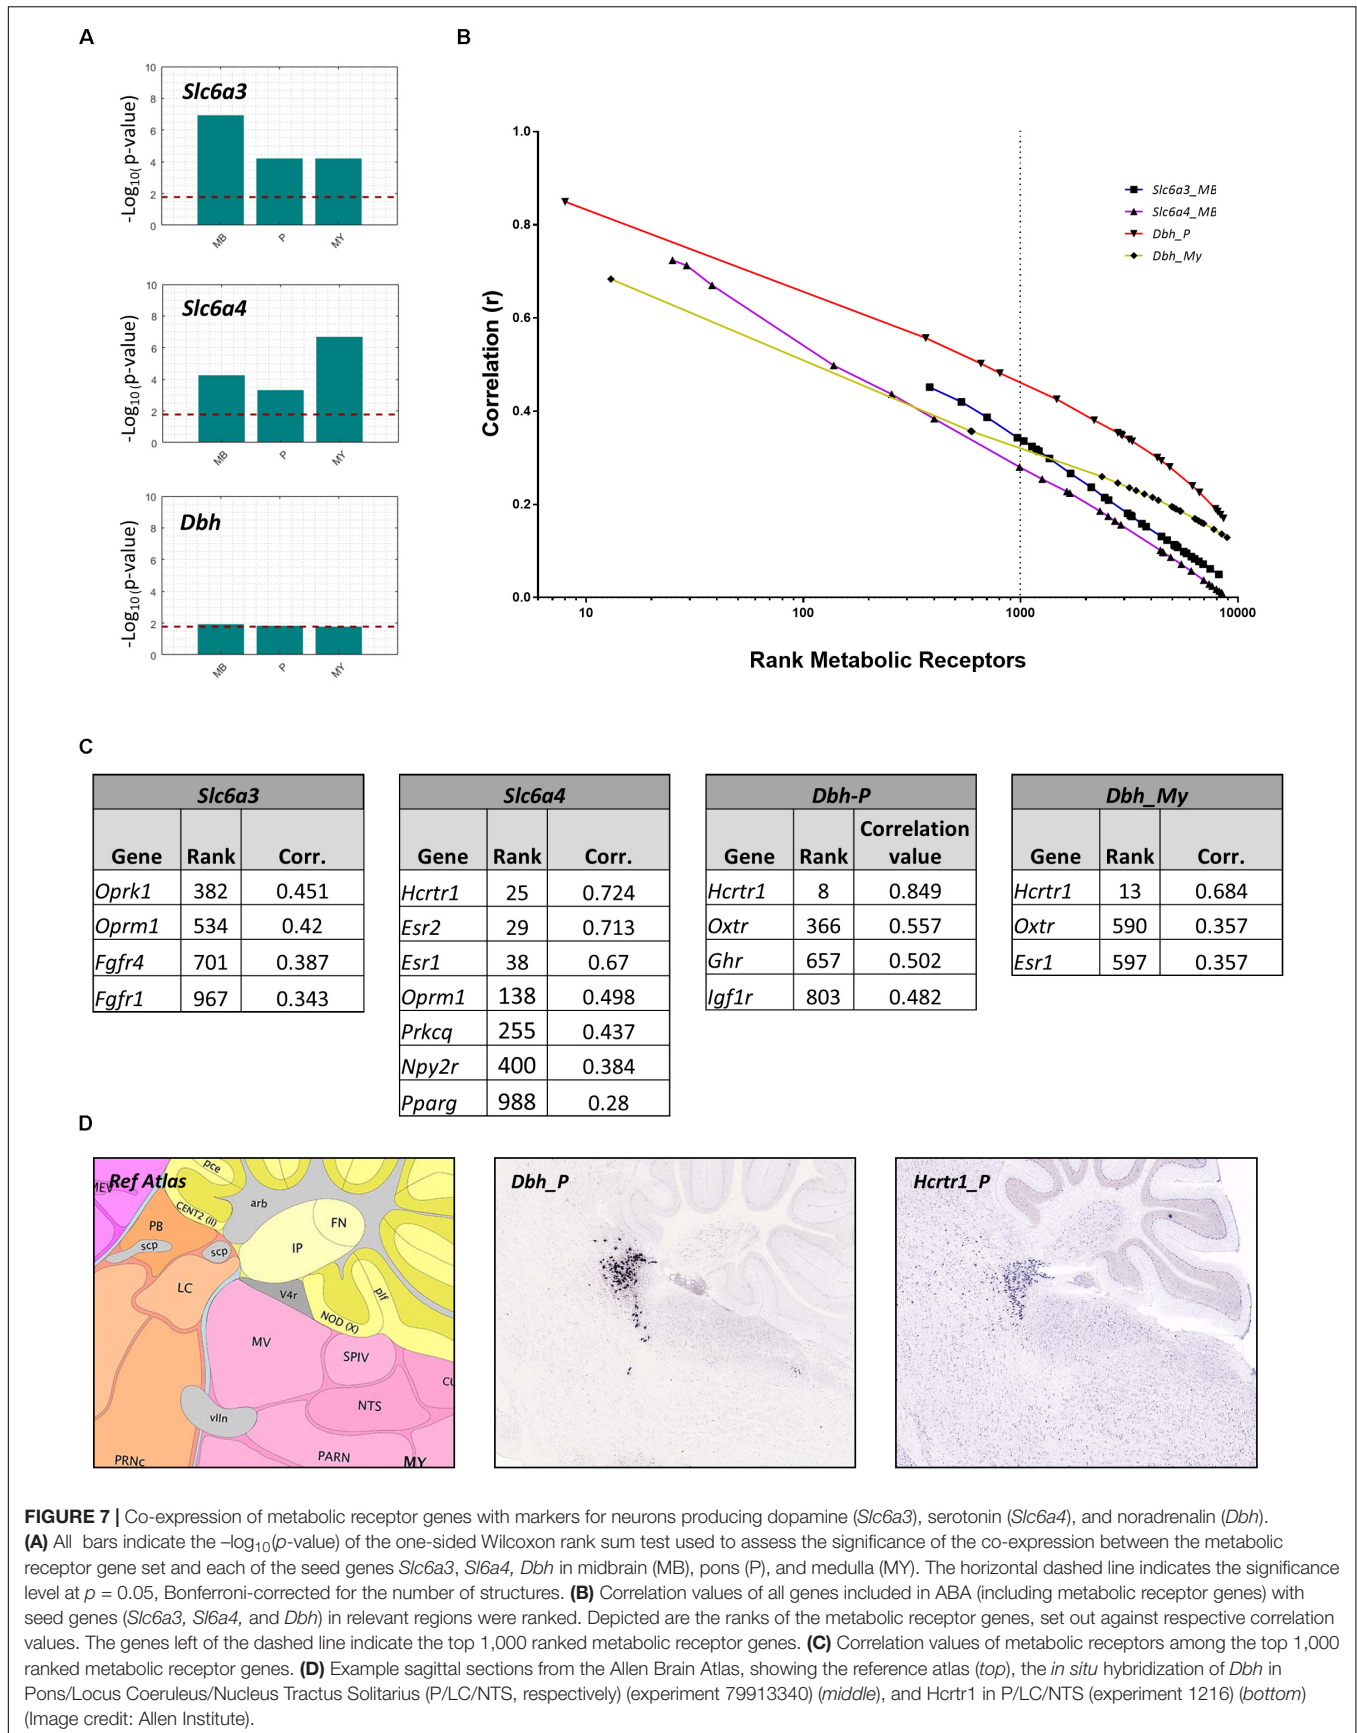 A
B
Slc6a3
-Log10( p-value)
10
8
6
4
2
0
MB
P
MY
Slc6a4
-Log10(p-value)
10
8
6
4
2
0
MB
P
MY
Dbh
-Log10 (p-value)
10
8
6
4
2
0
MB
P
MY
Correlation (r)
1.0
0.8
0.6
0.4
0.2
0.0
10
100
1000
10000
Rank Metabolic Receptors
Slc6a3_MB
Slc6a4_MB
Dbh_P
Dbh_My
C
Slc6a3
Gene Rank Corr.
Oprk1 382 0.451
Oprm1 534 0.42
Fgfr4 701 0.387
Fgfr1 967 0.343
Slc6a4
Gene Rank Corr.
Hcrtr1 25 0.724
Esr2 29 0.713
Esr1 38 0.67
Oprm1 138 0.498
Prkcq 255 0.437
Npy2r 400 0.384
Pparg 988 0.28
Dbh-P
Correlation
Gene Rank value
Hcrtr1 8 0.849
Oxtr 366 0.557
Ghr 657 0.502
Igf1r 803 0.482
Dbh_My
Gene Rank Corr.
Hcrtr1 13 0.684
Oxtr 590 0.357
Esr1 597 0.357
D
Ref Atlas
pce
CENT2 (II)
arb
PB
scp
scp
FN
IP
LC
V4r
plf
NOD (X)
MV
SPIV
NTS
vlln
PRNc
PARN
MY
Dbh_P
Hcrtr1_P
FIGURE 7 | Co-expression of metabolic receptor genes with markers for neurons producing dopamine (Slc6a3), serotonin (Slc6a4), and noradrenalin (Dbh).
(A) All bars indicate the –log10(p-value) of the one-sided Wilcoxon rank sum test used to assess the significance of the co-expression between the metabolic
receptor gene set and each of the seed genes Slc6a3, Sl6a4, Dbh in midbrain (MB), pons (P), and medulla (MY). The horizontal dashed line indicates the significance
level at p = 0.05, Bonferroni-corrected for the number of structures. (B) Correlation values of all genes included in ABA (including metabolic receptor genes) with
seed genes (Slc6a3, Sl6a4, and Dbh) in relevant regions were ranked. Depicted are the ranks of the metabolic receptor genes, set out against respective correlation
values. The genes left of the dashed line indicate the top 1,000 ranked metabolic receptor genes. (C) Correlation values of metabolic receptors among the top 1,000
ranked metabolic receptor genes. (D) Example sagittal sections from the Allen Brain Atlas, showing the reference atlas (top), the in situ hybridization of Dbh in
Pons/Locus Coeruleus/Nucleus Tractus Solitarius (P/LC/NTS, respectively) (experiment 79913340) (middle), and Hcrtr1 in P/LC/NTS (experiment 1216) (bottom)
(Image credit: Allen Institute).